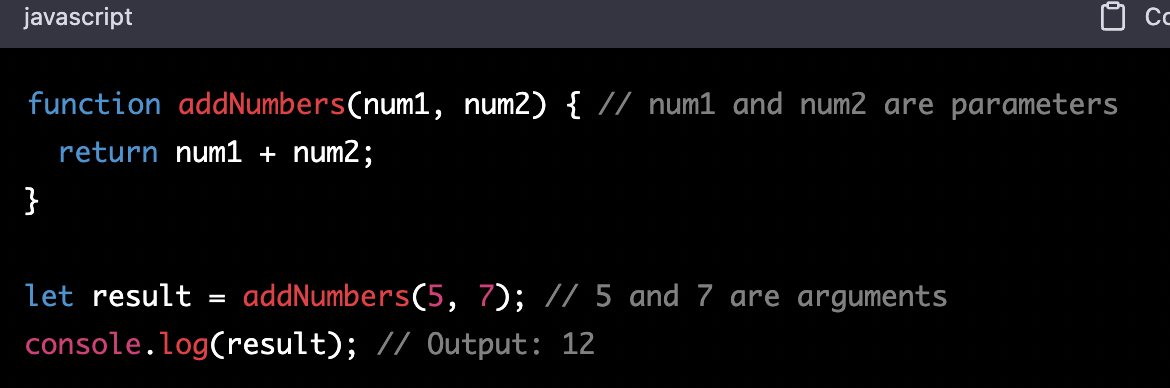 javascript
function addNumbers(num1, num2) { // num1 and num2 are parameters
  return num1 + num2;
}
let result = addNumbers(5, 7); // 5 and 7 are arguments
console.log(result); // Output: 12